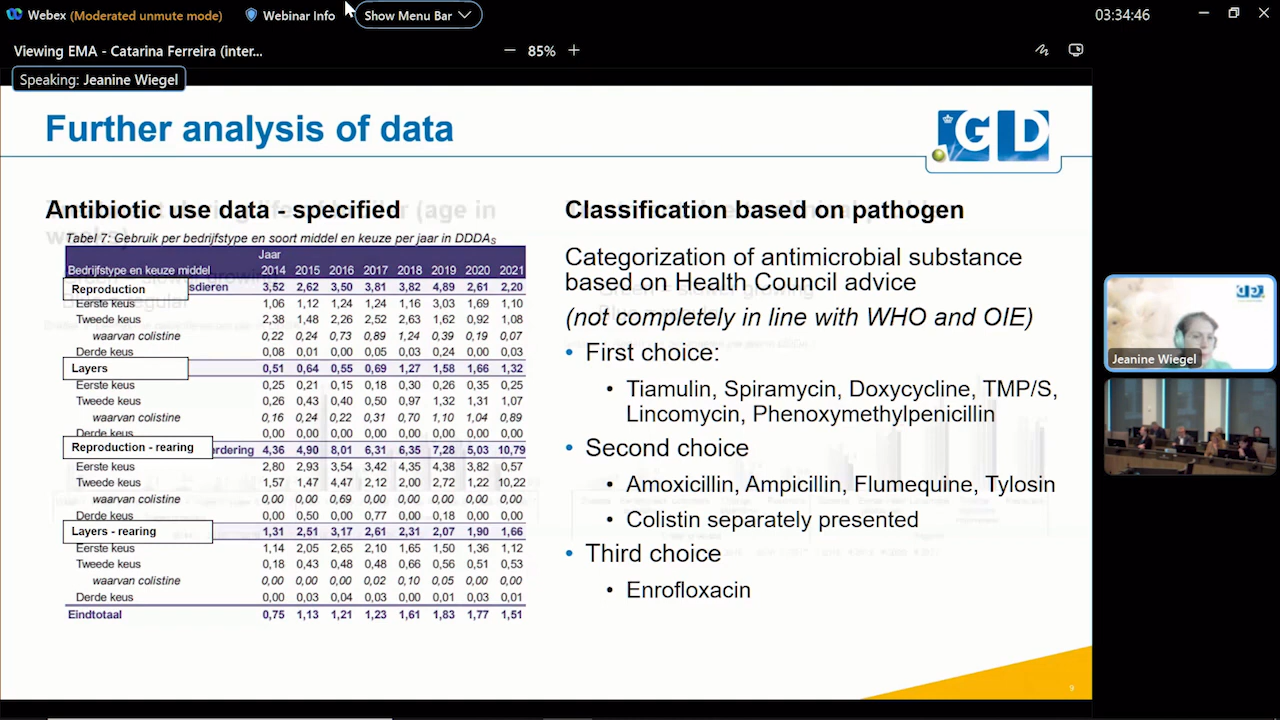 Webex (Moderated unmute mode) Webinar Info Show Menu Bar 03:34:46
Viewing EMA - Catarina Ferreira (inter... 85%
Speaking: Jeanine Wiegel
Further analysis of data
GD
Antibiotic use data - specified
Tabel 7: Gebruik per bedrijfstype en soort middel en keuze per jaar in DDDAs
Jaar
Bedrijfstype en keuze middel 2014 2015 2016 2017 2018 2019 2020 2021
Reproduction sdieren 3,52 2,62 3,50 3,81 3,82 4,89 2,61 2,20
Eerste keus 1,06 1,12 1,24 1,24 1,16 3,03 1,69 1,10
Tweede keus 2,38 1,48 2,26 2,52 2,63 1,62 0,92 1,08
waarvan colistine 0,22 0,24 0,73 0,89 1,24 0,39 0,19 0,07
Derde keus 0,08 0,01 0,00 0,05 0,03 0,24 0,00 0,03
Layers 0,51 0,64 0,55 0,69 1,27 1,58 1,66 1,32
Eerste keus 0,25 0,21 0,15 0,18 0,30 0,26 0,35 0,25
Tweede keus 0,26 0,43 0,40 0,50 0,97 1,32 1,31 1,07
waarvan colistine 0,16 0,24 0,22 0,31 0,70 1,10 1,04 0,89
Derde keus 0,00 0,00 0,00 0,00 0,00 0,00 0,00 0,00
Reproduction - rearing rdering 4,36 4,90 8,01 6,31 6,35 7,28 5,03 10,79
Eerste keus 2,80 2,93 3,54 3,42 4,35 4,38 3,82 0,57
Tweede keus 1,57 1,47 4,47 2,12 2,00 2,72 1,22 10,22
waarvan colistine 0,00 0,00 0,69 0,00 0,00 0,00 0,00 0,00
Derde keus 0,00 0,50 0,00 0,77 0,00 0,18 0,00 0,00
Layers - rearing 1,31 2,51 3,17 2,61 2,31 2,07 1,90 1,66
Eerste keus 1,14 2,05 2,65 2,10 1,65 1,50 1,36 1,12
Tweede keus 0,18 0,43 0,48 0,48 0,66 0,56 0,51 0,53
waarvan colistine 0,00 0,00 0,00 0,02 0,10 0,05 0,00 0,00
Derde keus 0,00 0,03 0,04 0,03 0,00 0,01 0,03 0,01
Eindtotaal 0,75 1,13 1,21 1,23 1,61 1,83 1,77 1,51
Classification based on pathogen
Categorization of antimicrobial substance
based on Health Council advice
(not completely in line with WHO and OIE)
• First choice:
• Tiamulin, Spiramycin, Doxycycline, TMP/S,
Lincomycin, Phenoxymethylpenicillin
• Second choice
• Amoxicillin, Ampicillin, Flumequine, Tylosin
• Colistin separately presented
• Third choice
• Enrofloxacin
9
Jeanine Wiegel